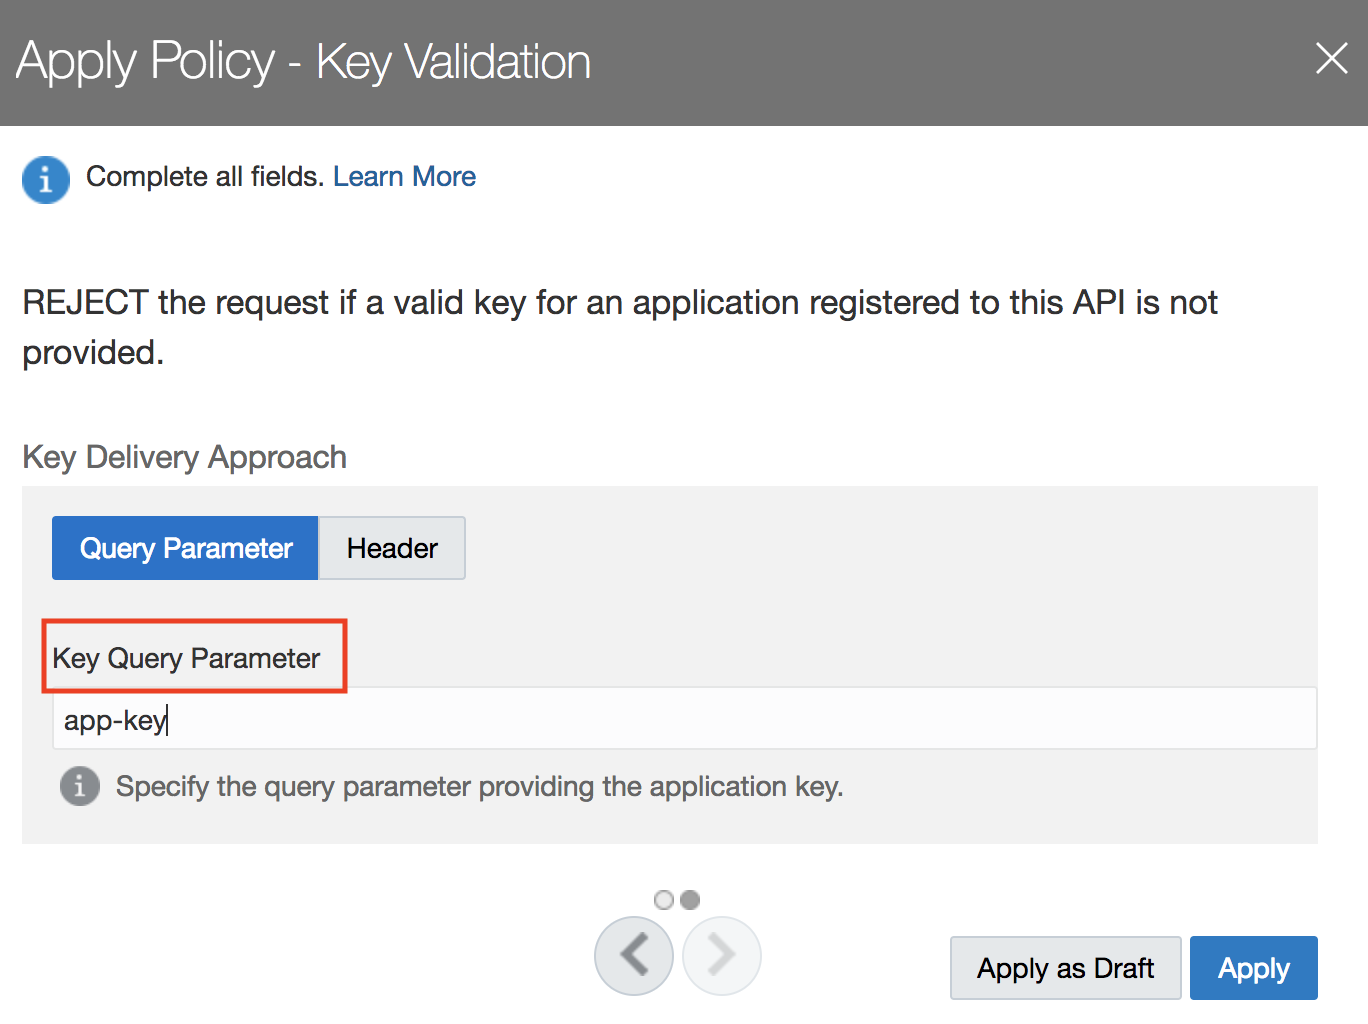 Apply Policy - Key Validation
Complete all fields. Learn More
REJECT the request if a valid key for an application registered to this API is not
provided.
Key Delivery Approach
Query Parameter Header
Key Query Parameter
app-key
Specify the query parameter providing the application key.
Apply as Draft Apply